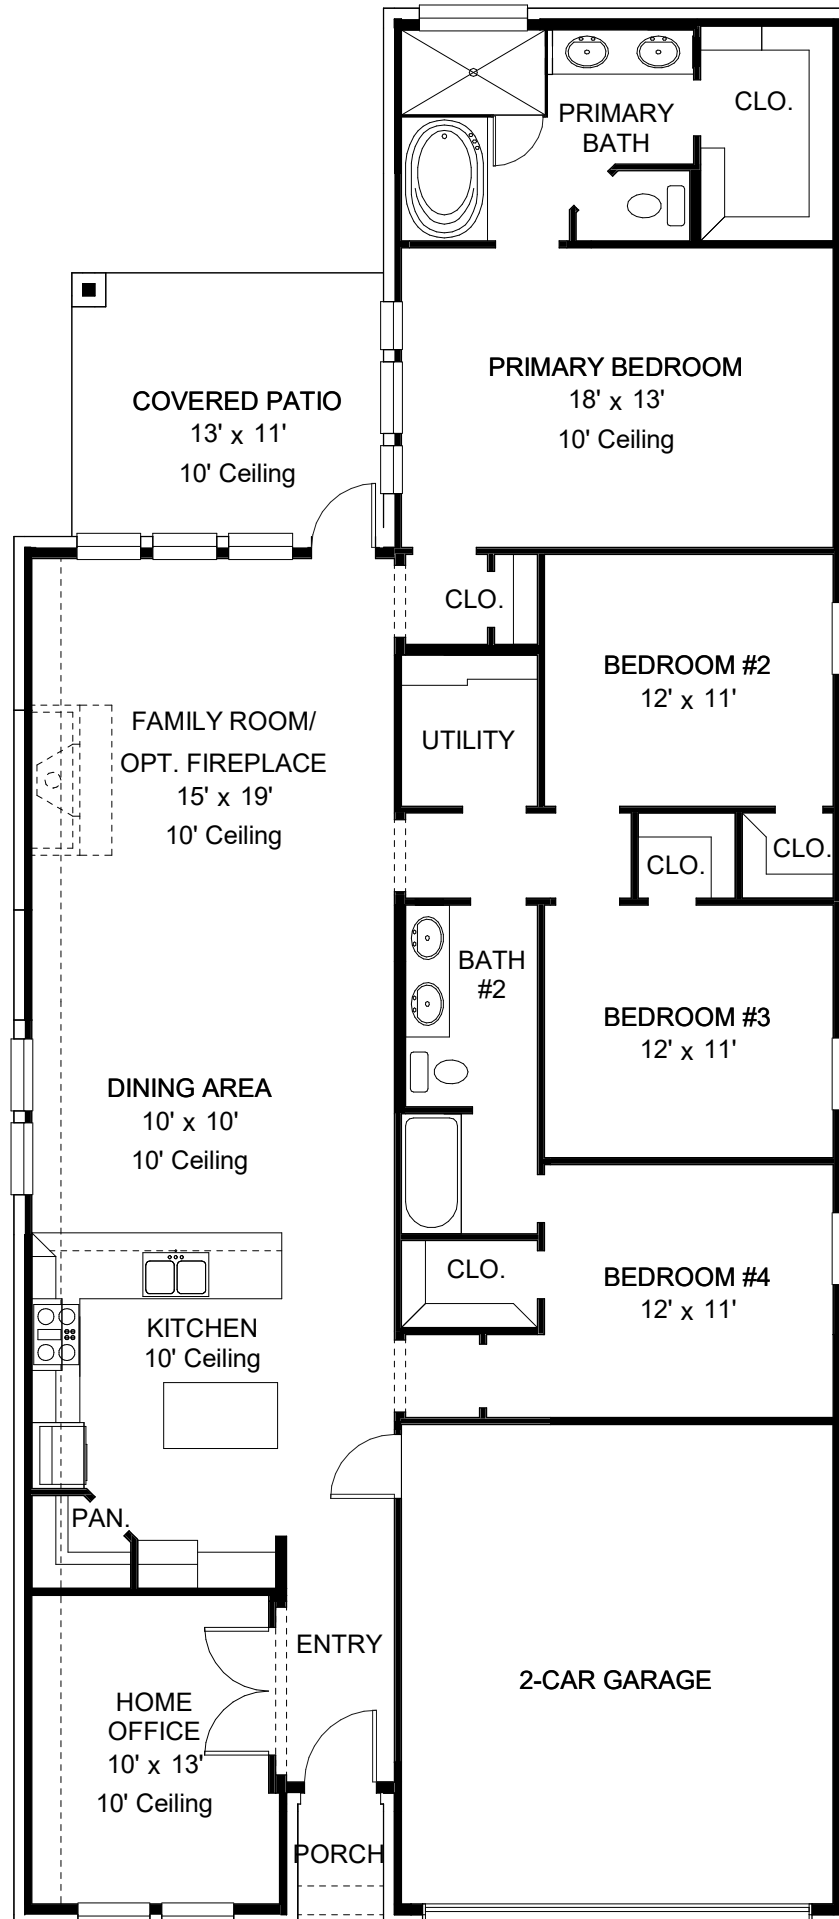 CLO.
PRIMARY
BATH
PRIMARY BEDROOM
18' x 13'
10' Ceiling
COVERED PATIO
13' x 11'
10' Ceiling
CLO.
BEDROOM #2
12' x 11'
FAMILY ROOM/
OPT. FIREPLACE
15' x 19'
10' Ceiling
UTILITY
CLO.
CLO.
BATH
#2
BEDROOM #3
12' x 11'
DINING AREA
10' x 10'
10' Ceiling
CLO.
BEDROOM #4
12' x 11'
KITCHEN
10' Ceiling
PAN.
ENTRY
2-CAR GARAGE
HOME
OFFICE
10' x 13'
10' Ceiling
PORCH